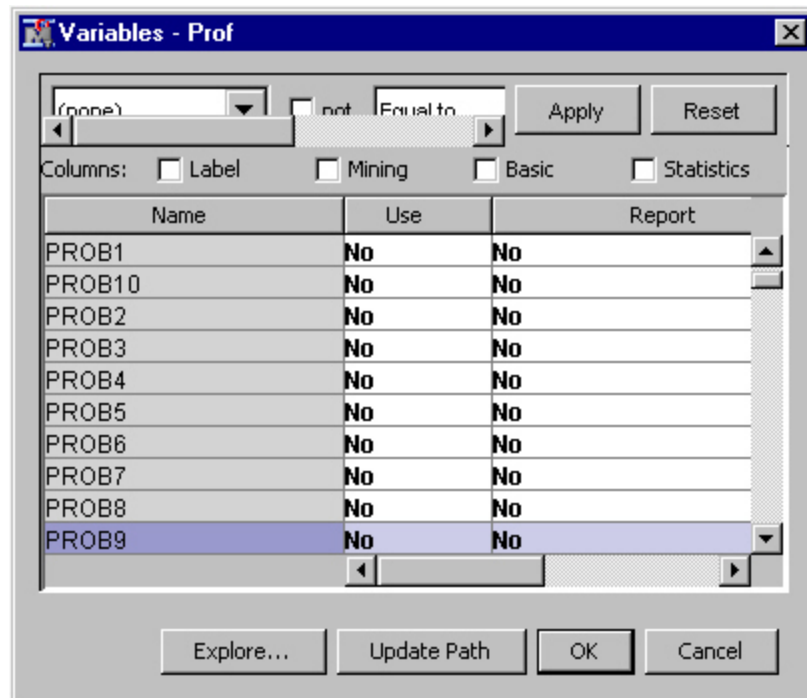 Variables - Prof
(none) not Equal to Apply Reset
Columns: Label Mining Basic Statistics
Name Use Report
PROB1 No No
PROB10 No No
PROB2 No No
PROB3 No No
PROB4 No No
PROB5 No No
PROB6 No No
PROB7 No No
PROB8 No No
PROB9 No No
Explore... Update Path OK Cancel